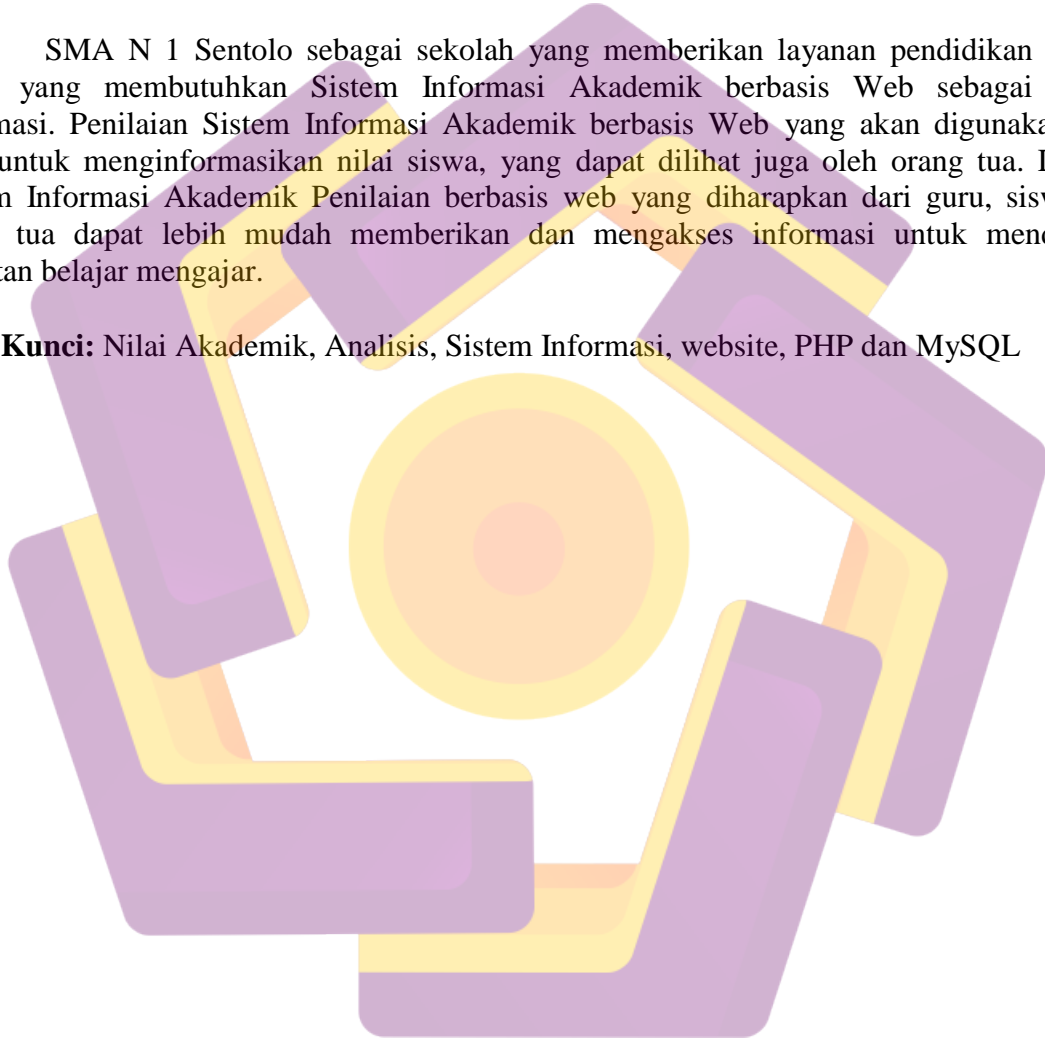 SMA N 1 Sentolo sebagai sekolah yang memberikan layanan pendidikan
yang membutuhkan Sistem Informasi Akademik berbasis Web sebagai
masi. Penilaian Sistem Informasi Akademik berbasis Web yang akan digunaka
untuk menginformasikan nilai siswa, yang dapat dilihat juga oleh orang tua.
Informasi Akademik Penilaian berbasis web yang diharapkan dari guru, sisw
tua dapat lebih mudah memberikan dan mengakses informasi untuk mend
tan belajar mengajar.
Kunci: Nilai Akademik, Analisis, Sistem Informasi, website, PHP dan MySQL